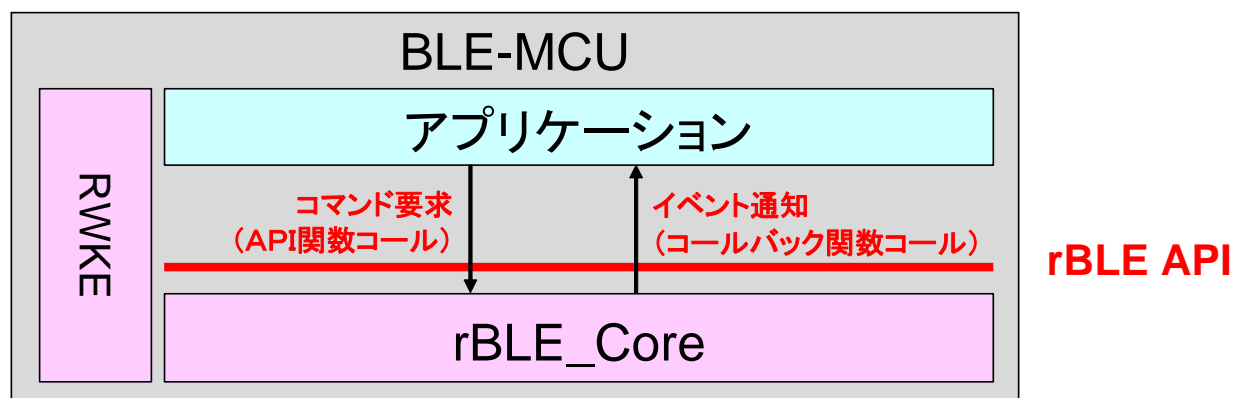 BLE-MCU
RWKE
アプリケーション
コマンド要求
（API関数コール）
イベント通知
（コールバック関数コール）
rBLE API
rBLE_Core